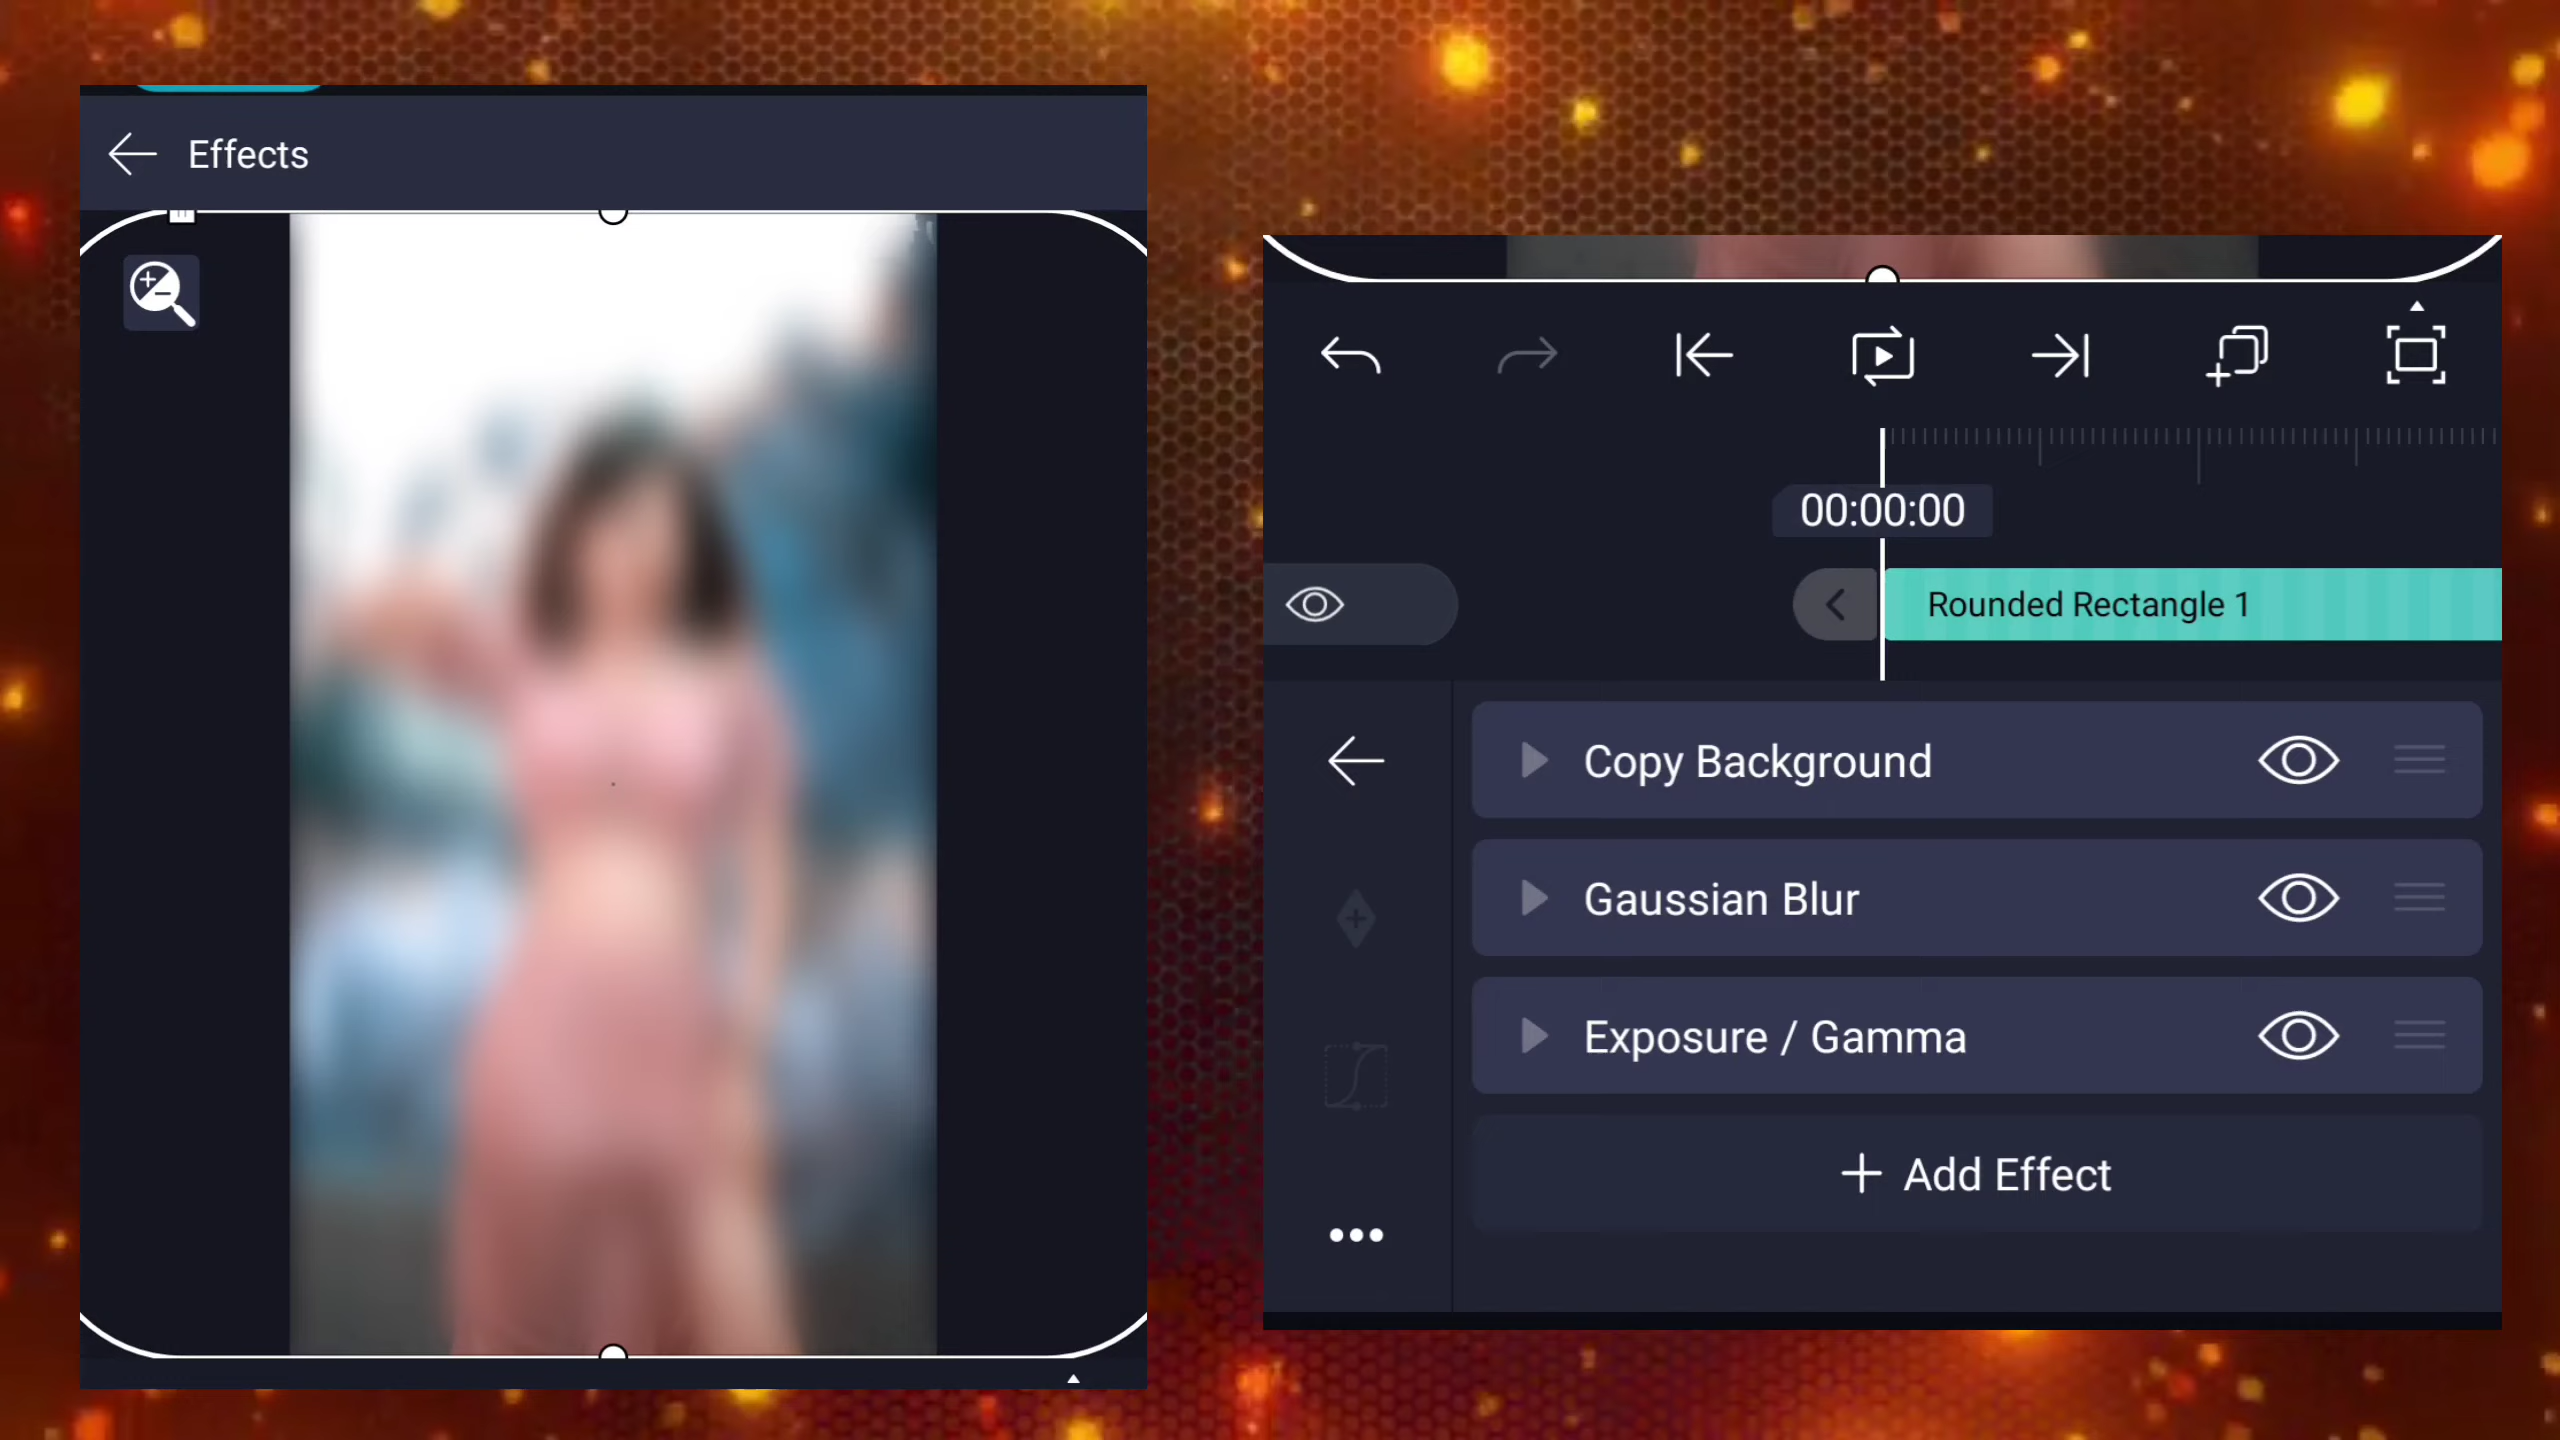 Effects
00:00:00
Rounded Rectangle 1
Copy Background
Gaussian Blur
Exposure / Gamma
+ Add Effect